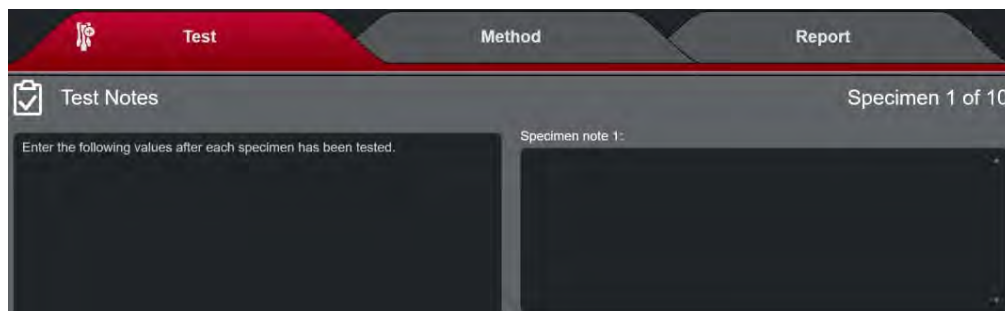 Test
Method
Report
Test Notes
Specimen 1 of 10
Enter the following values after each specimen has been tested.
Specimen note 1: